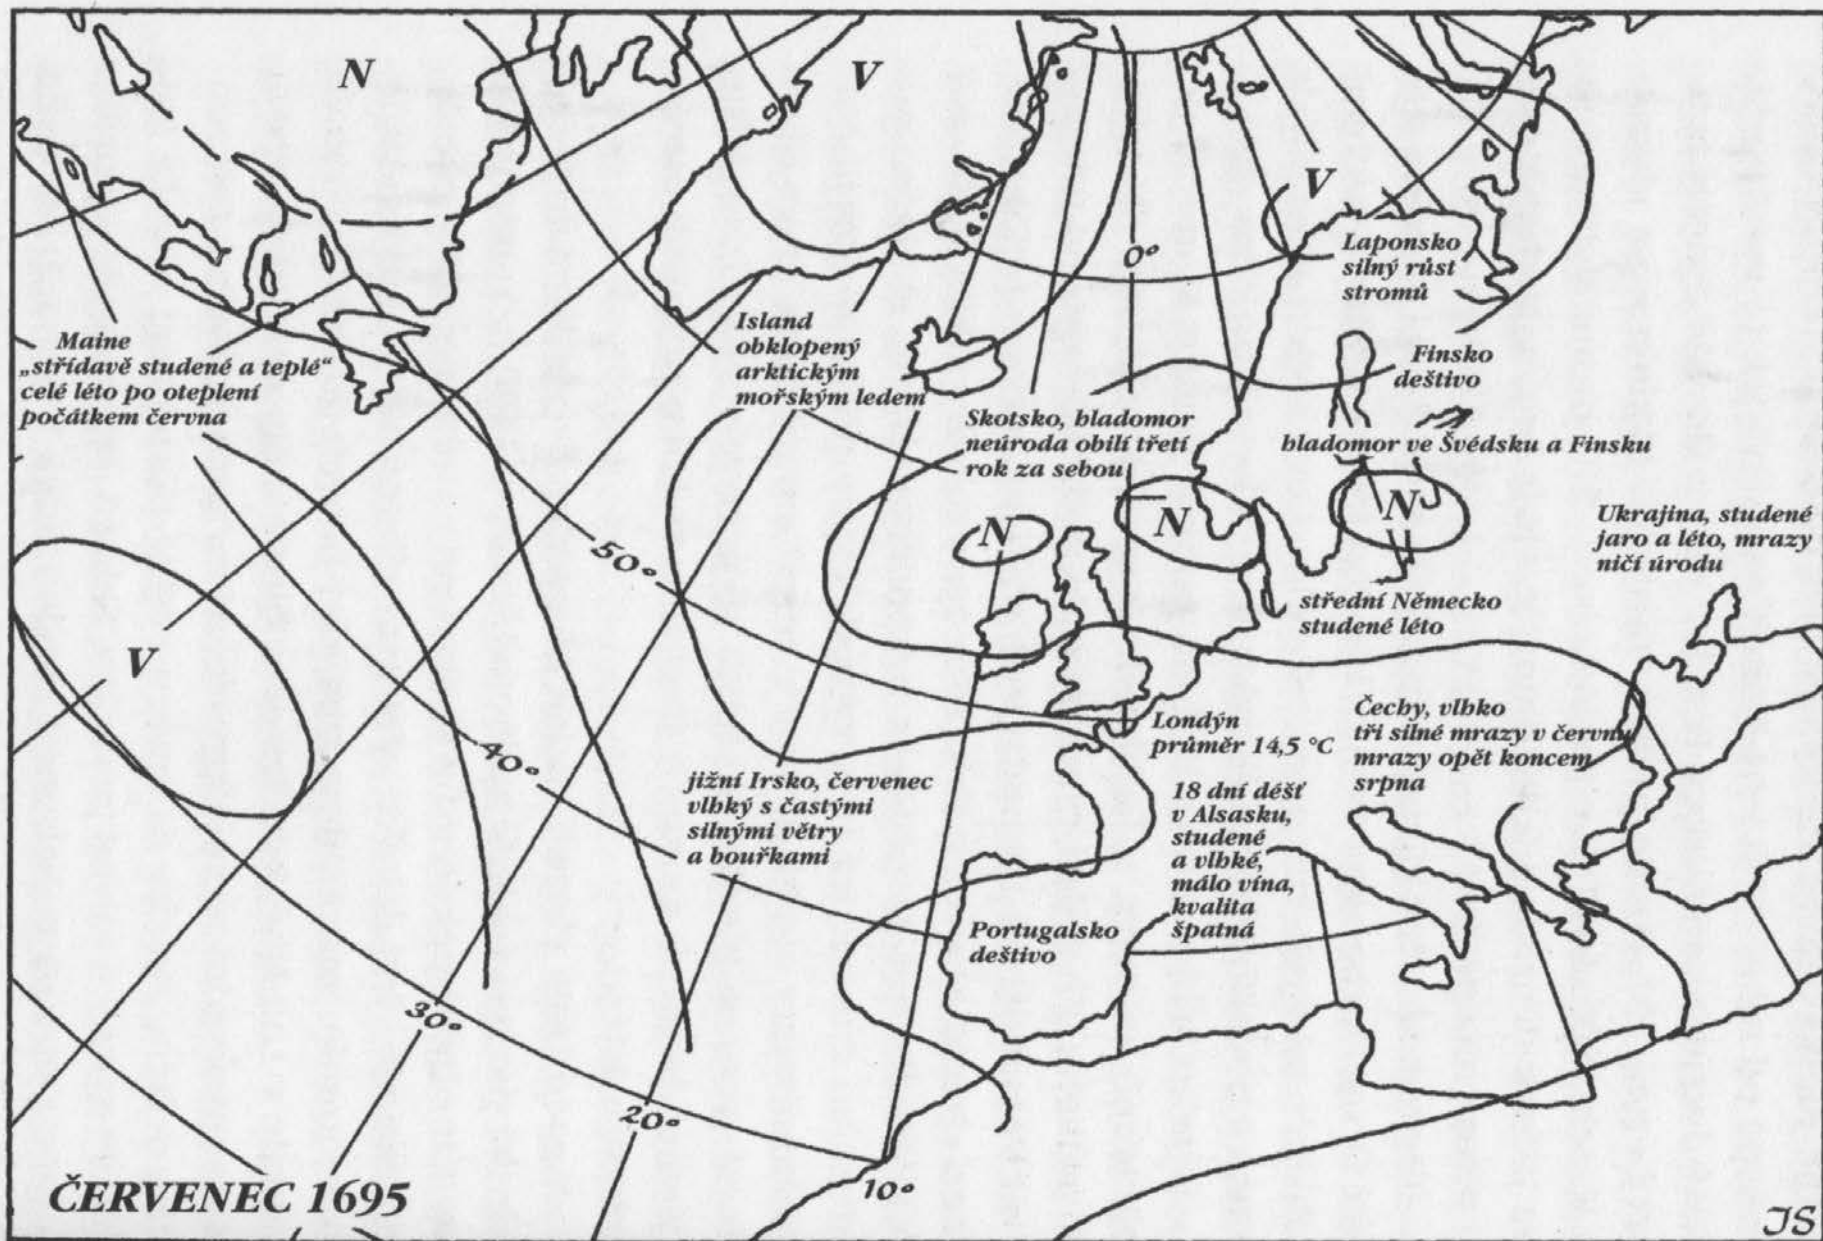 N
V
V
0°
Laponsko
silný růst
stromů
Maine
„střídavě studené a teplé“
celé léto po oteplení
počátkem června
Island
obklopený
arktickým
mořským ledem
Finsko
deštivo
Skotsko, hladomor
neúroda obilí třetí
rok za sebou
hladomor ve Švédsku a Finsku
N
N
N
Ukrajina, studené
jaro a léto, mrazy
ničí úrodu
50°
střední Německo
studené léto
V
40°
Londýn
průměr 14,5 °C
Čechy, vlhko
tři silné mrazy v červnu
mrazy opět koncem
srpna
jižní Irsko, červenec
vlhký s častými
silnými větry
a bouřkami
18 dní déšť
v Alsasku,
studené
a vlhké,
málo vína,
kvalita
špatná
Portugalsko
deštivo
30°
20°
10°
ČERVENEC 1695
JS